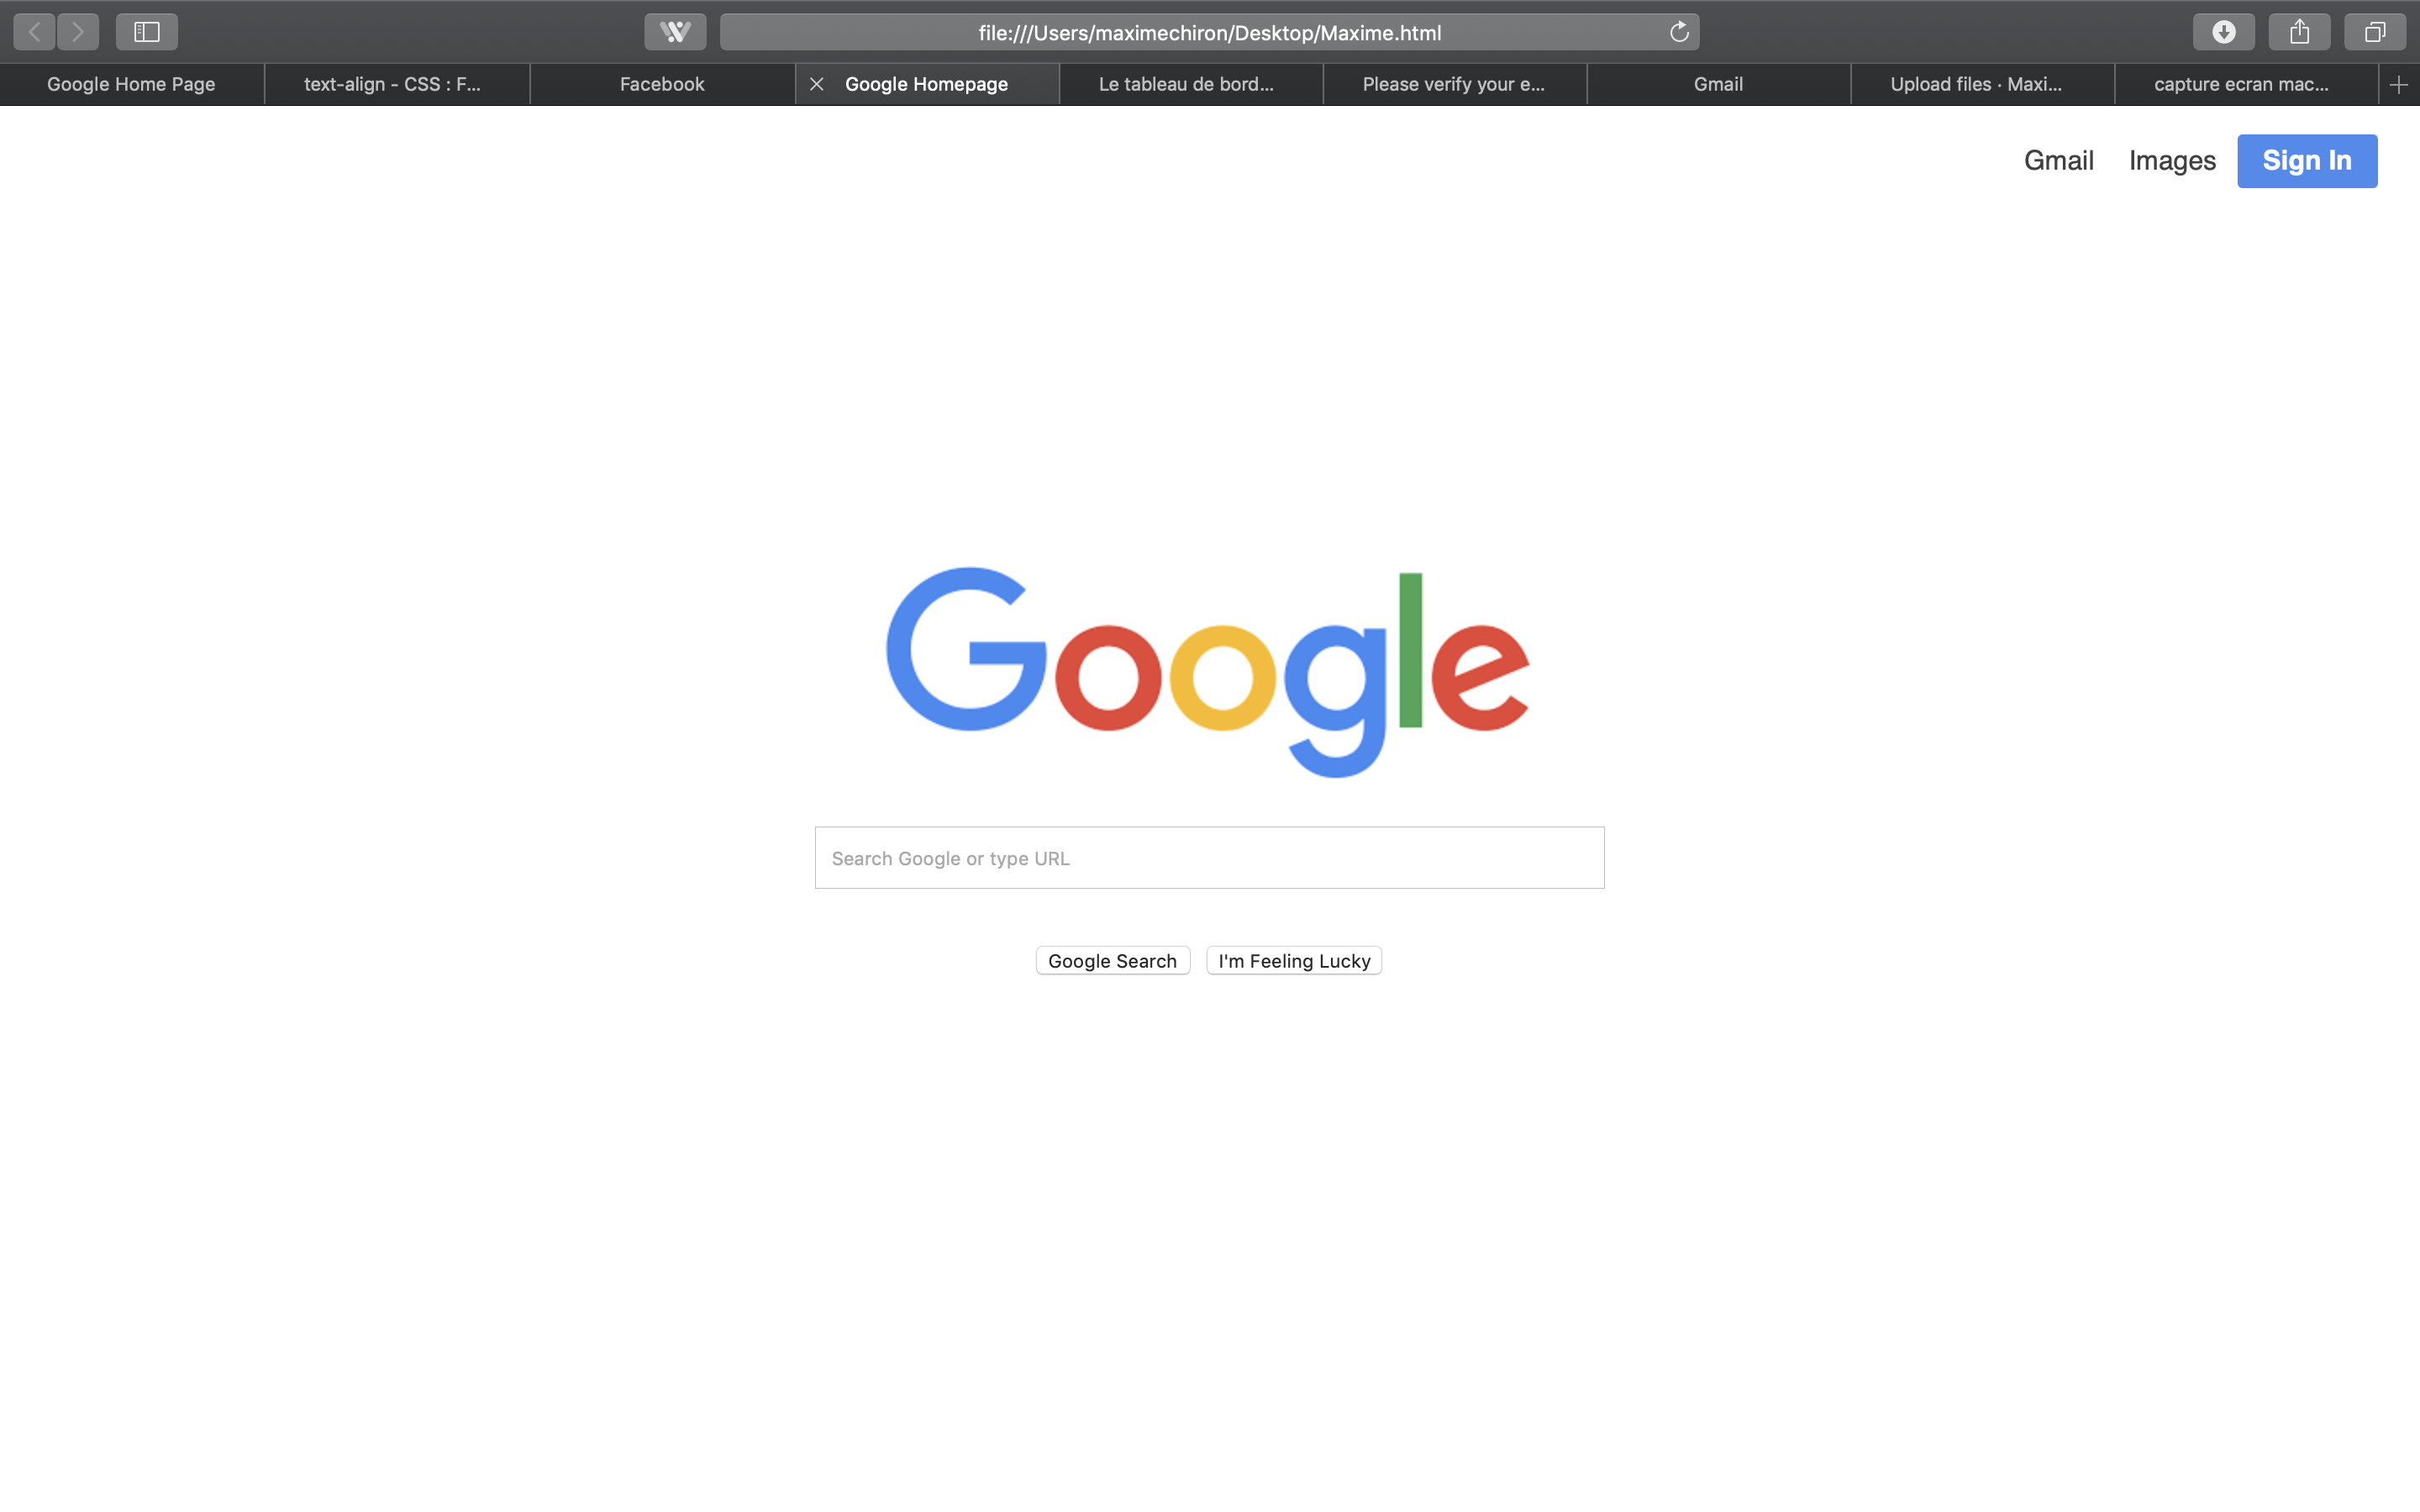 file:///Users/maximechiron/Desktop/Maxime.html
Google Home Page
text-align - CSS : F...
Facebook
Google Homepage
Le tableau de bord...
Please verify your e...
Gmail
Upload files · Maxi...
capture ecran mac...
Gmail
Images
Sign In
Google
Search Google or type URL
Google Search
I'm Feeling Lucky